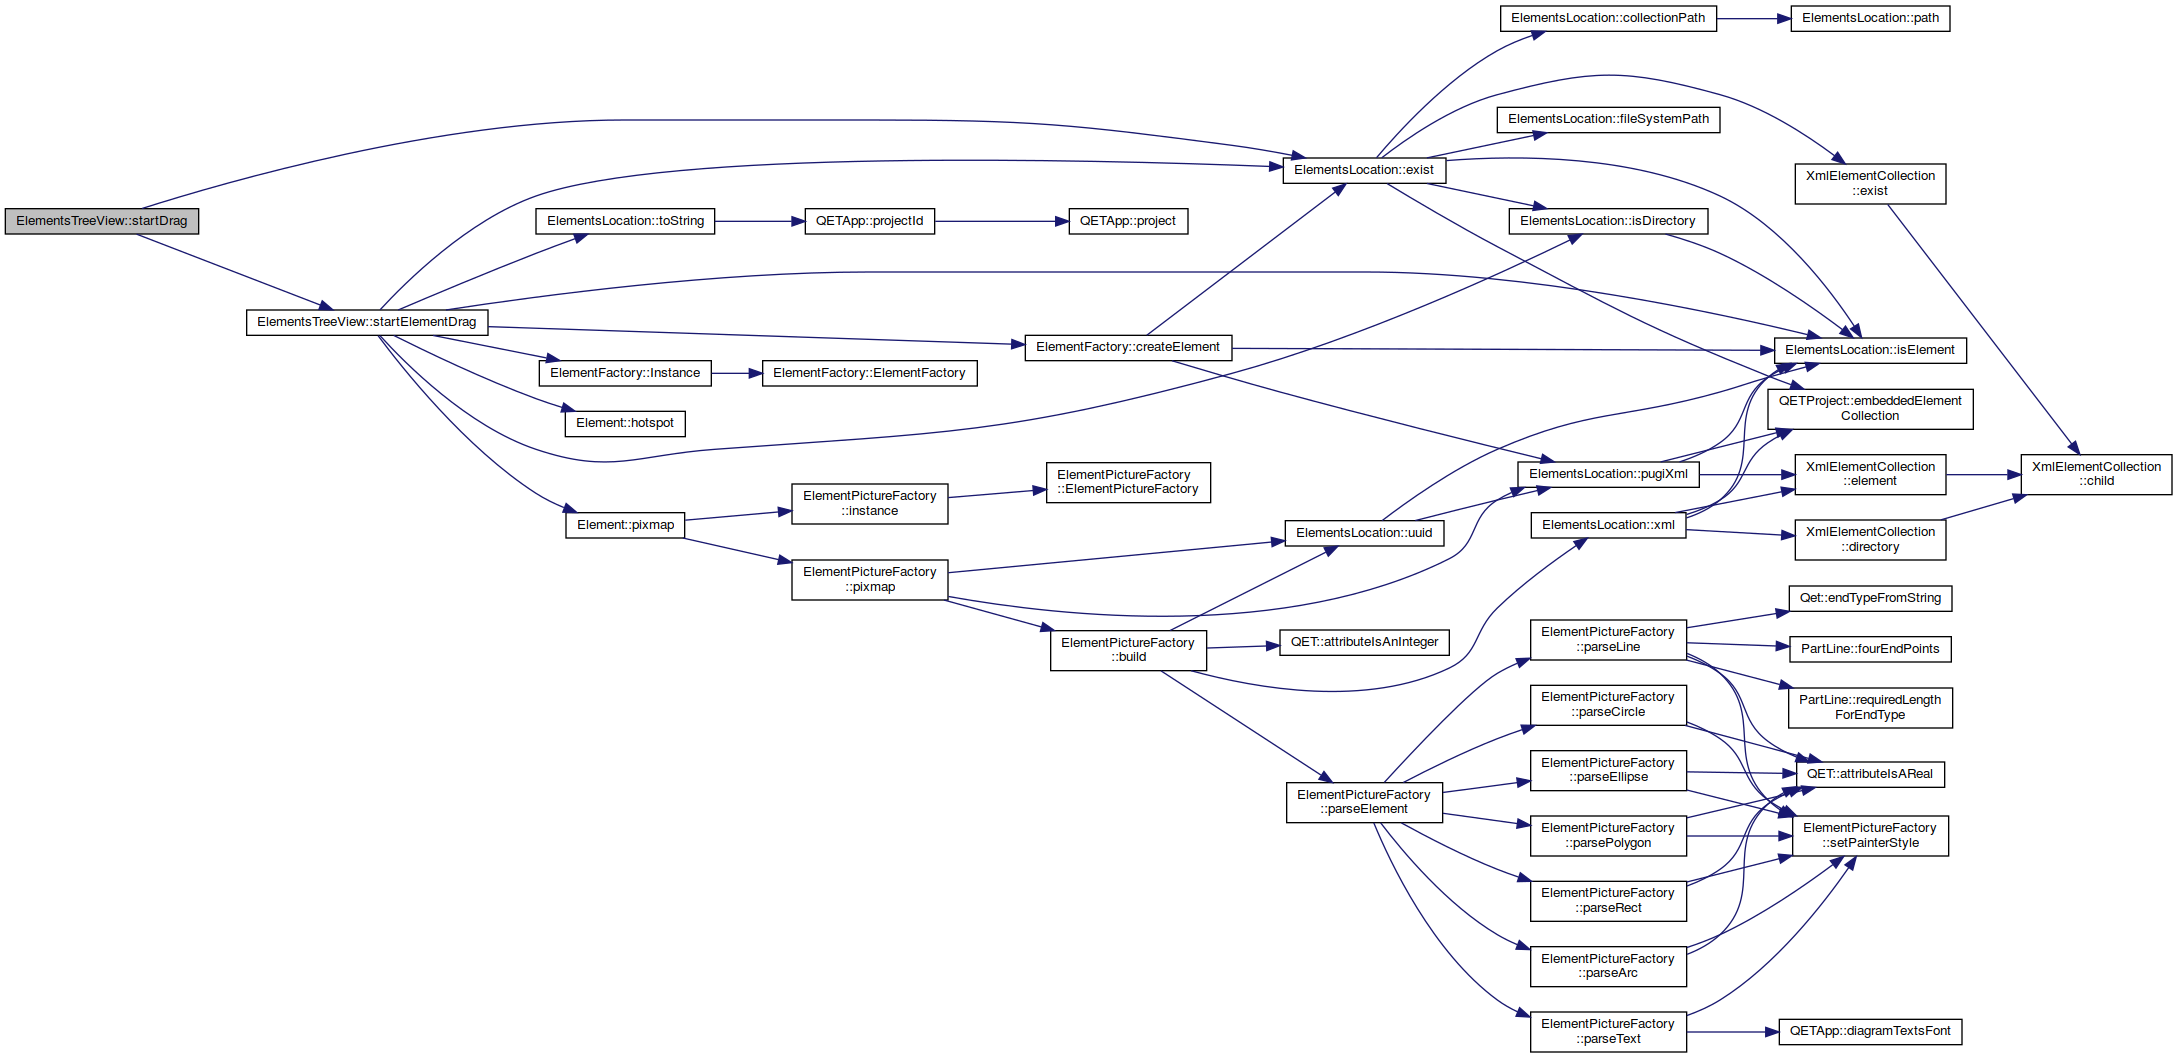 ElementsTreeView::startDrag
ElementsTreeView::startElementDrag
ElementsLocation::toString
ElementFactory::Instance
Element::hotspot
Element::pixmap
QETApp::projectId
ElementFactory::ElementFactory
ElementPictureFactory
::instance
ElementPictureFactory
::pixmap
QETApp::project
ElementFactory::createElement
ElementPictureFactory
::ElementPictureFactory
ElementPictureFactory
::build
ElementsLocation::exist
ElementsLocation::uuid
QET::attributeIsAnInteger
ElementPictureFactory
::parseElement
ElementsLocation::collectionPath
ElementsLocation::fileSystemPath
ElementsLocation::isDirectory
ElementsLocation::pugiXml
ElementsLocation::xml
ElementPictureFactory
::parseLine
ElementPictureFactory
::parseCircle
ElementPictureFactory
::parseEllipse
ElementPictureFactory
::parsePolygon
ElementPictureFactory
::parseRect
ElementPictureFactory
::parseArc
ElementPictureFactory
::parseText
ElementsLocation::path
XmlElementCollection
::exist
ElementsLocation::isElement
QETProject::embeddedElement
Collection
XmlElementCollection
::element
XmlElementCollection
::directory
Qet::endTypeFromString
PartLine::fourEndPoints
PartLine::requiredLength
ForEndType
QET::attributeIsAReal
ElementPictureFactory
::setPainterStyle
QETApp::diagramTextsFont
XmlElementCollection
::child